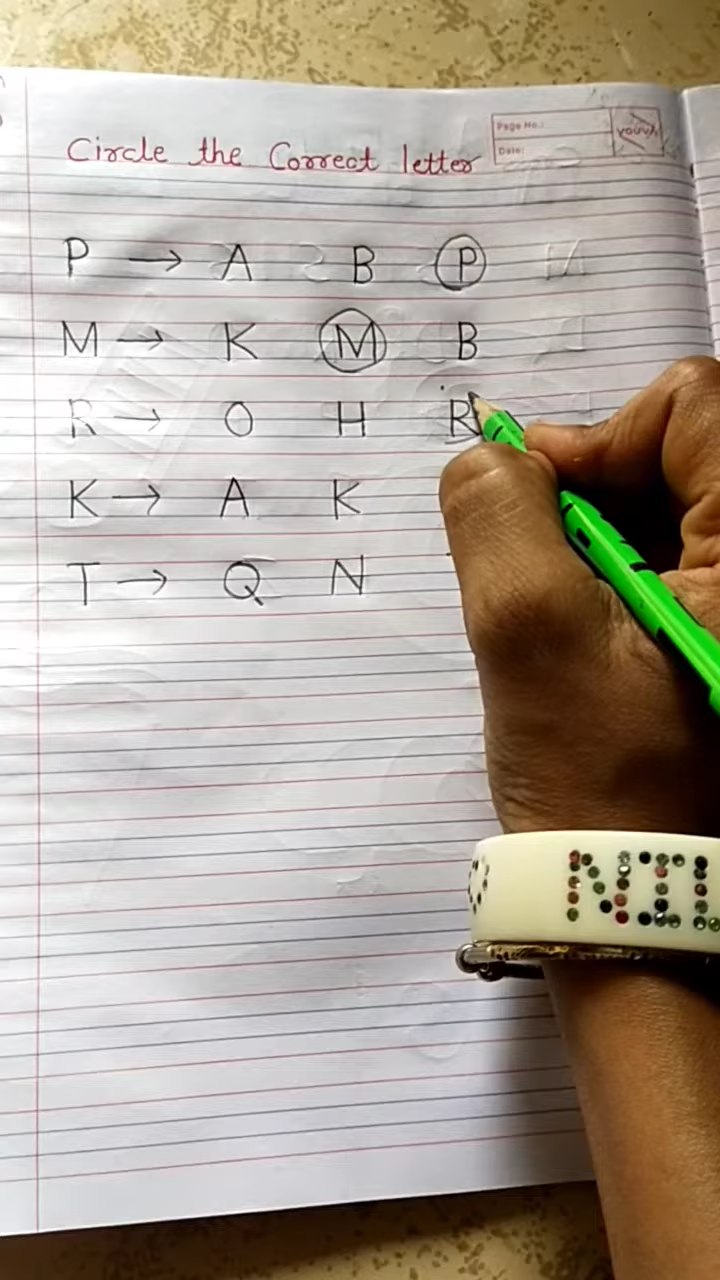 Circle the Correct letter
Page No.:
Date:
YOUVA
P → A B P
M → K M B
R → O H R
K → A K
T → Q N